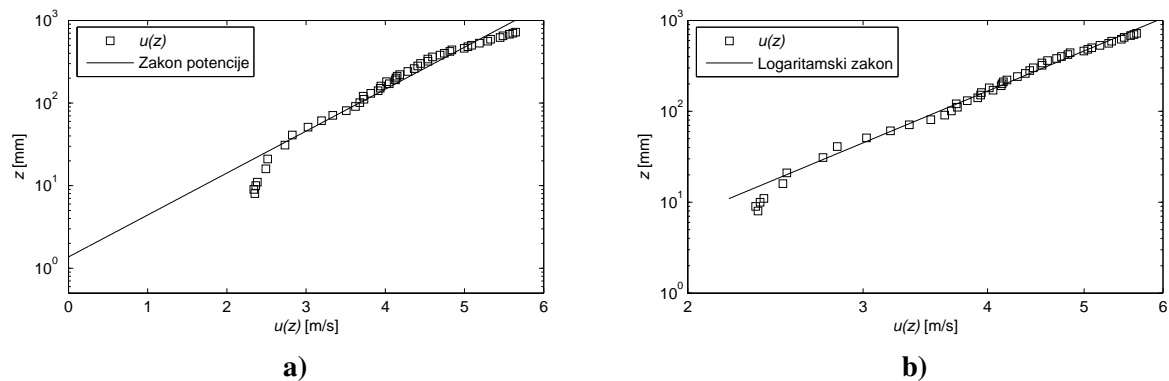 10³
10²
10¹
10⁰
z [mm]
u(z)
Zakon potencije
0 1 2 3 4 5 6
u(z) [m/s]
a)
10³
10²
10¹
10⁰
z [mm]
u(z)
Logaritamski zakon
2 3 4 5 6
u(z) [m/s]
b)